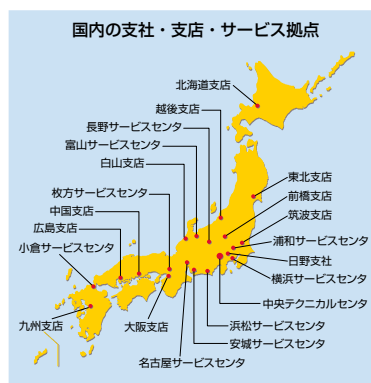 国内の支社・支店・サービス拠点
北海道支店
越後支店
長野サービスセンタ
富山サービスセンタ
白山支店
東北支店
枚方サービスセンタ
前橋支店
中国支店
筑波支店
広島支店
浦和サービスセンタ
小倉サービスセンタ
日野支社
横浜サービスセンタ
中央テクニカルセンタ
九州支店
大阪支店
浜松サービスセンタ
安城サービスセンタ
名古屋サービスセンタ